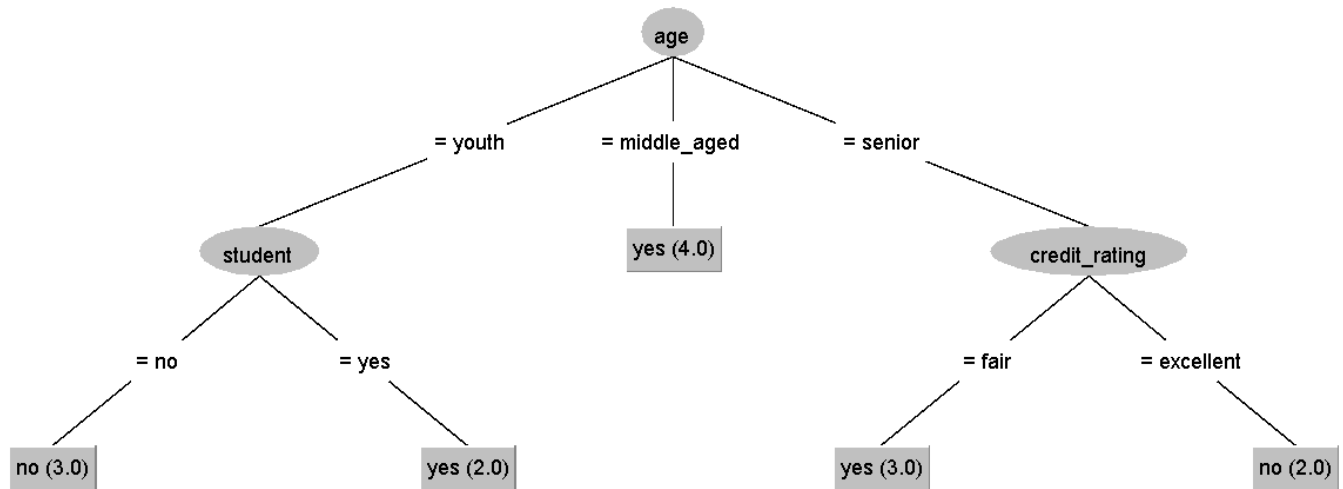 age
= youth
= middle_aged
= senior
student
yes (4.0)
credit_rating
= no
= yes
= fair
= excellent
no (3.0)
yes (2.0)
yes (3.0)
no (2.0)